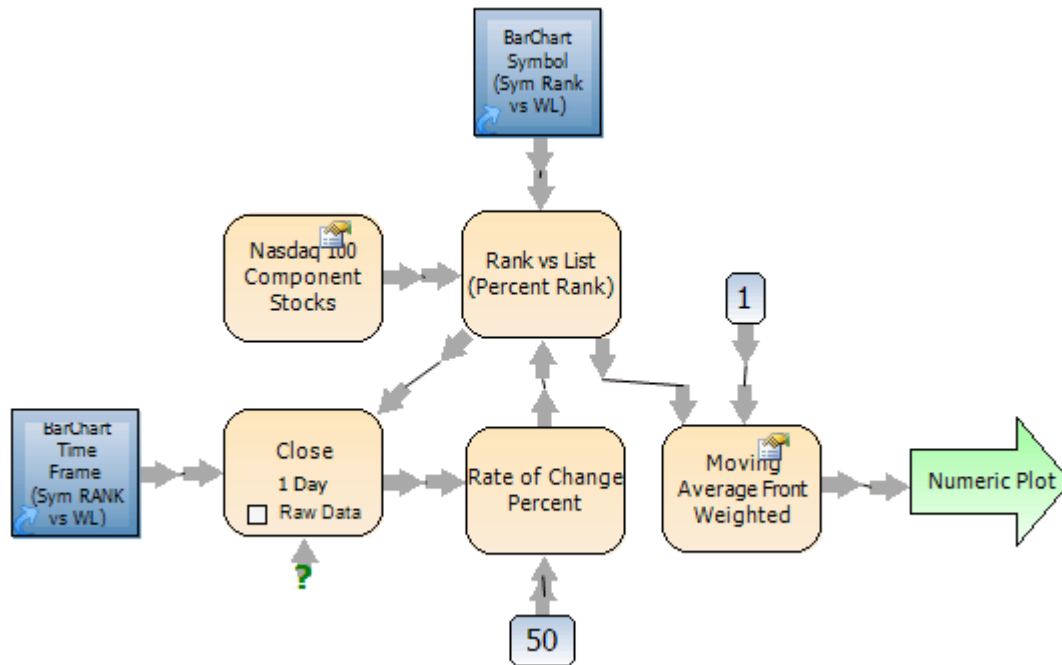 BarChart
Symbol
(Sym Rank
vs WL)
Nasdaq 100
Component
Stocks
Rank vs List
(Percent Rank)
1
BarChart
Time
Frame
(Sym RANK
vs WL)
Close
1 Day
Raw Data
?
Rate of Change
Percent
50
Moving
Average Front
Weighted
Numeric Plot